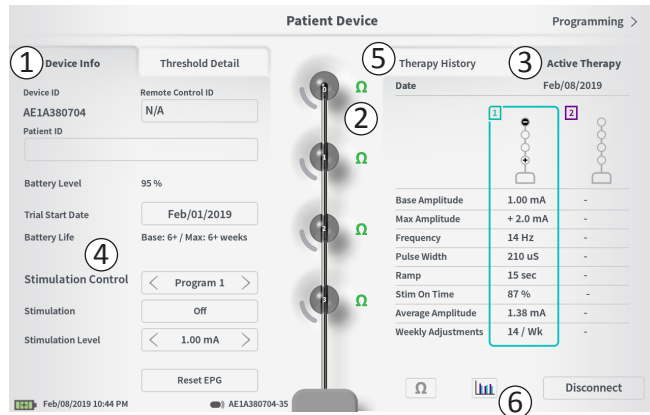 Patient Device
Programming >
1 Device Info
Threshold Detail
Device ID
Remote Control ID
AE1A380704
N/A
Patient ID
Battery Level 95 %
Trial Start Date Feb/01/2019
Battery Life Base: 6+ / Max: 6+ weeks
4
Stimulation Control < Program 1 >
Stimulation Off
Stimulation Level < 1.00 mA >
Reset EPG
Feb/08/2019 10:44 PM
AE1A380704-35
0 Ω
2
1 Ω
2 Ω
3 Ω
5 Therapy History
3 Active Therapy
Date Feb/08/2019
1 2
Base Amplitude 1.00 mA -
Max Amplitude + 2.0 mA -
Frequency 14 Hz -
Pulse Width 210 uS -
Ramp 15 sec -
Stim On Time 87 % -
Average Amplitude 1.38 mA -
Weekly Adjustments 14 / Wk -
Ω
6
Disconnect